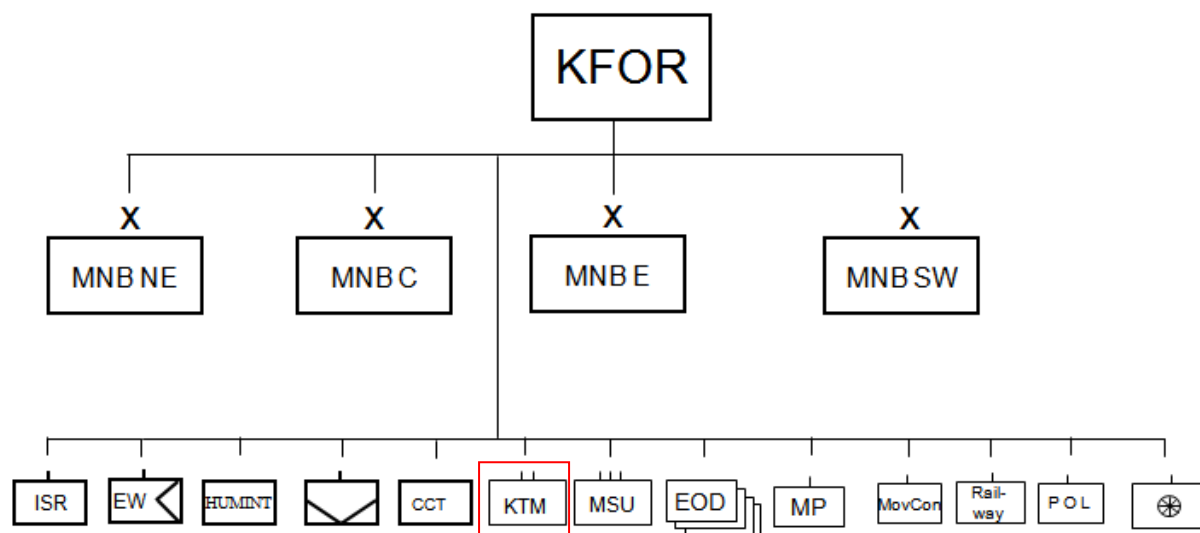 KFOR
X
X
X
X
MNB NE
MNB C
MNB E
MNB SW
ISR
EW
HUMINT
CCT
KTM
MSU
EOD
MP
MovCon
Rail-
way
P O L